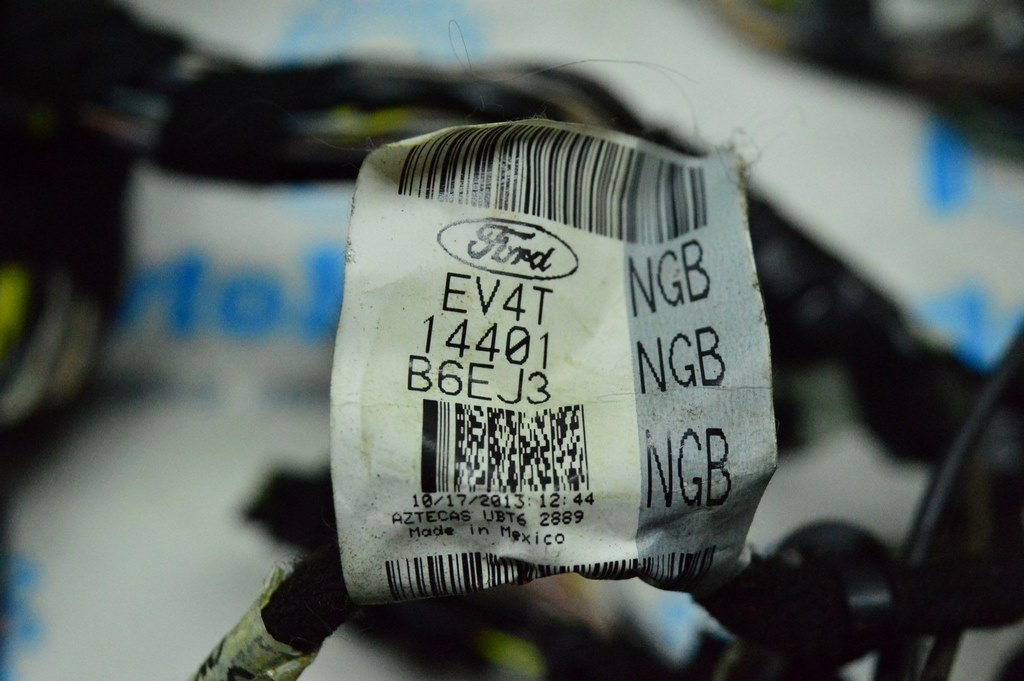 Ford
EV4T
14401
B6EJ3
10/17/2013 12:44
AZTECAS UBT6 2889
Made in Mexico
NGB
NGB
NGB